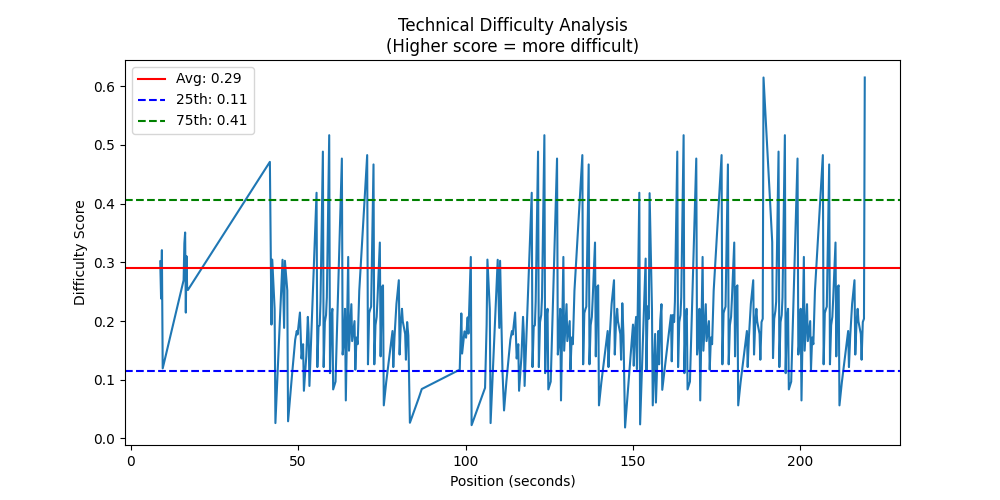 Technical Difficulty Analysis
(Higher score = more difficult)
Avg: 0.29
25th: 0.11
75th: 0.41
Difficulty Score
0.6
0.5
0.4
0.3
0.2
0.1
0.0
0 50 100 150 200
Position (seconds)